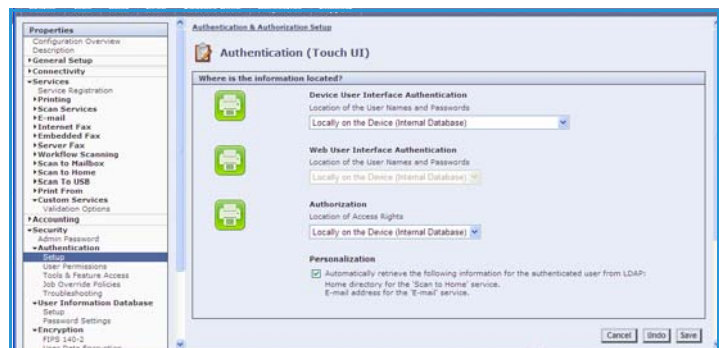 Properties
Configuration Overview
Description
General Setup
Connectivity
Services
Service Registration
Printing
Scan Services
E-mail
Internet Fax
Embedded Fax
Server Fax
Workflow Scanning
Scan to Mailbox
Scan to Home
Scan To USB
Print From
Custom Services
Validation Options
Accounting
Security
Admin Password
Authentication
Setup
User Permissions
Tools & Feature Access
Job Override Policies
Troubleshooting
User Information Database
Setup
Password Settings
Encryption
FIPS 140-2
User Data Encryption
Authentication & Authorization Setup
Authentication (Touch UI)
Where is the information located?
Device User Interface Authentication
Location of the User Names and Passwords
Locally on the Device (Internal Database)
Web User Interface Authentication
Location of the User Names and Passwords
Locally on the Device (Internal Database)
Authorization
Location of Access Rights
Locally on the Device (Internal Database)
Personalization
Automatically retrieve the following information for the authenticated user from LDAP:
Home directory for the 'Scan to Home' service.
E-mail address for the 'E-mail' service.
Cancel Undo Save